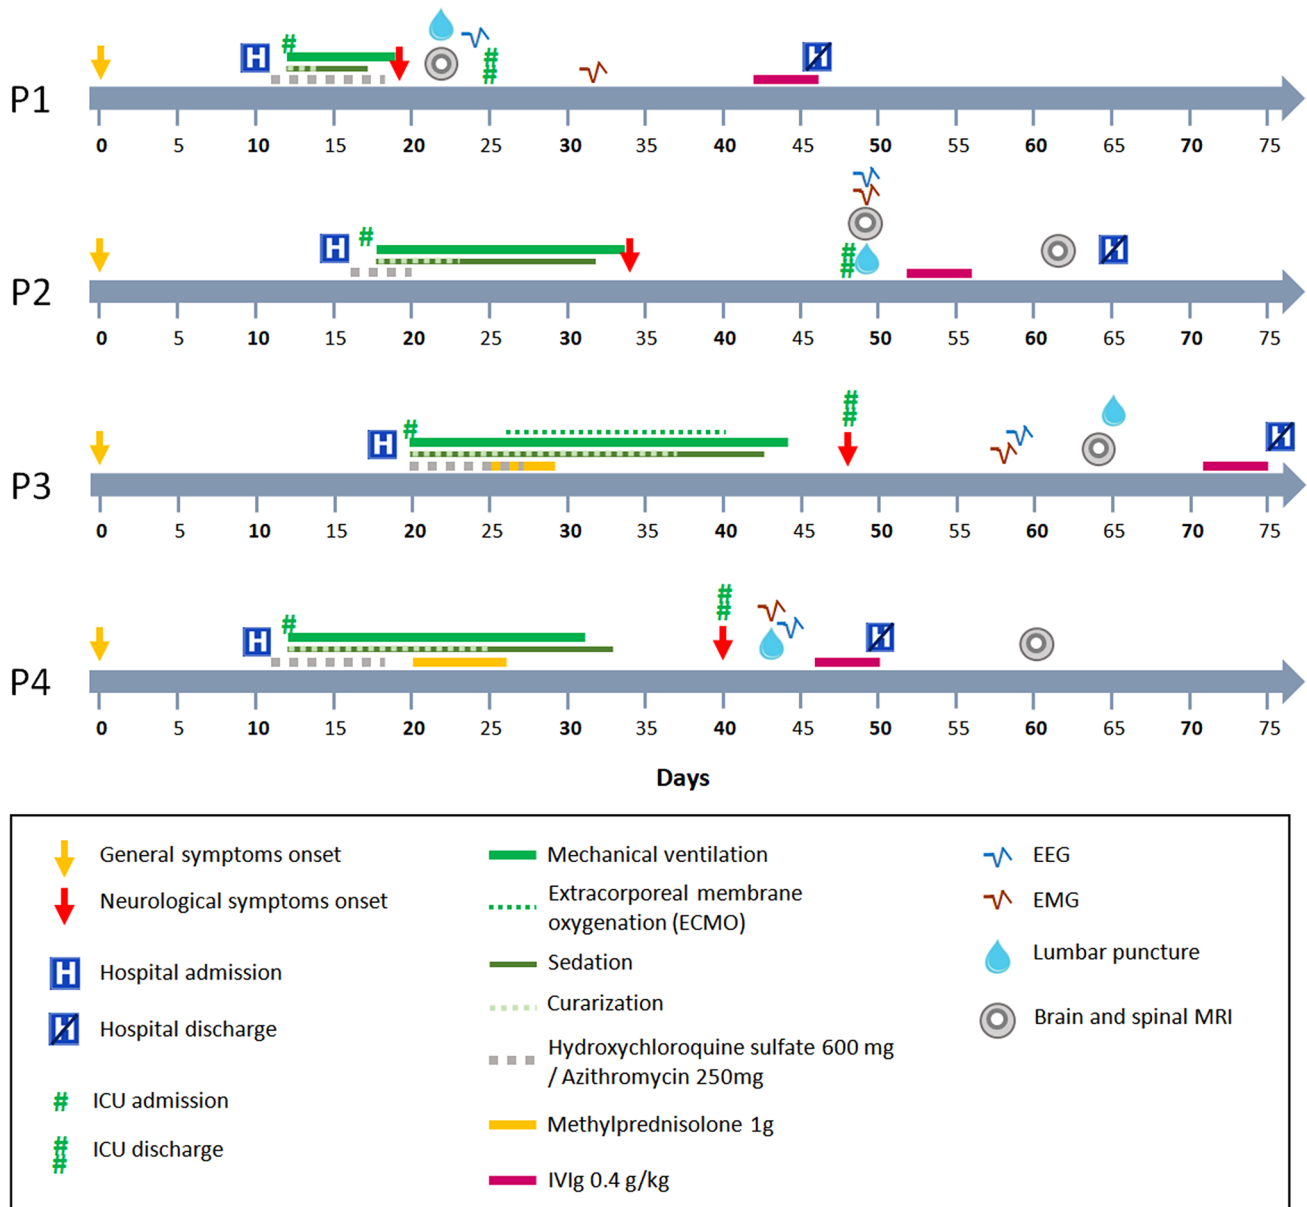 P1
0 5 10 15 20 25 30 35 40 45 50 55 60 65 70 75
P2
0 5 10 15 20 25 30 35 40 45 50 55 60 65 70 75
P3
0 5 10 15 20 25 30 35 40 45 50 55 60 65 70 75
P4
0 5 10 15 20 25 30 35 40 45 50 55 60 65 70 75
Days
General symptoms onset
Neurological symptoms onset
H Hospital admission
H Hospital discharge
# ICU admission
## ICU discharge
Mechanical ventilation
Extracorporeal membrane
oxygenation (ECMO)
Sedation
Curarization
Hydroxychloroquine sulfate 600 mg
/ Azithromycin 250mg
Methylprednisolone 1g
IVIg 0.4 g/kg
EEG
EMG
Lumbar puncture
Brain and spinal MRI